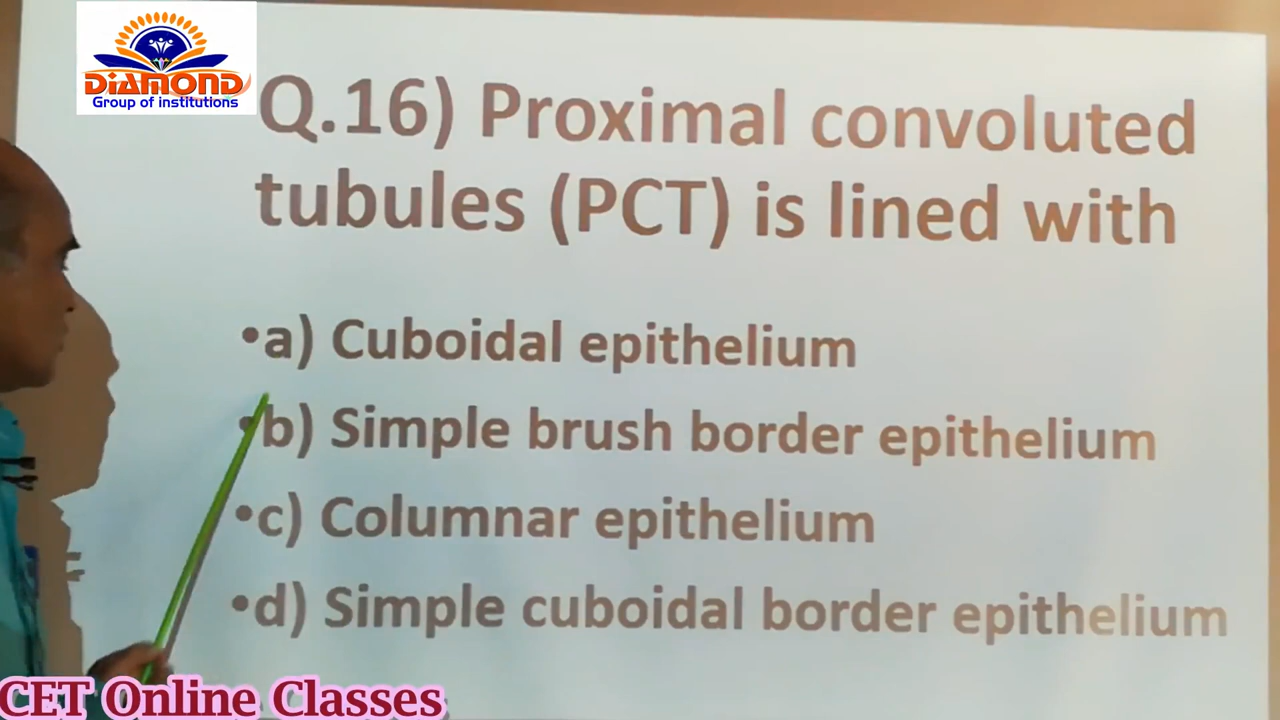 DIAMOND
Group of institutions
Q.16) Proximal convoluted
tubules (PCT) is lined with
•a) Cuboidal epithelium
•b) Simple brush border epithelium
•c) Columnar epithelium
•d) Simple cuboidal border epithelium
CET Online Classes